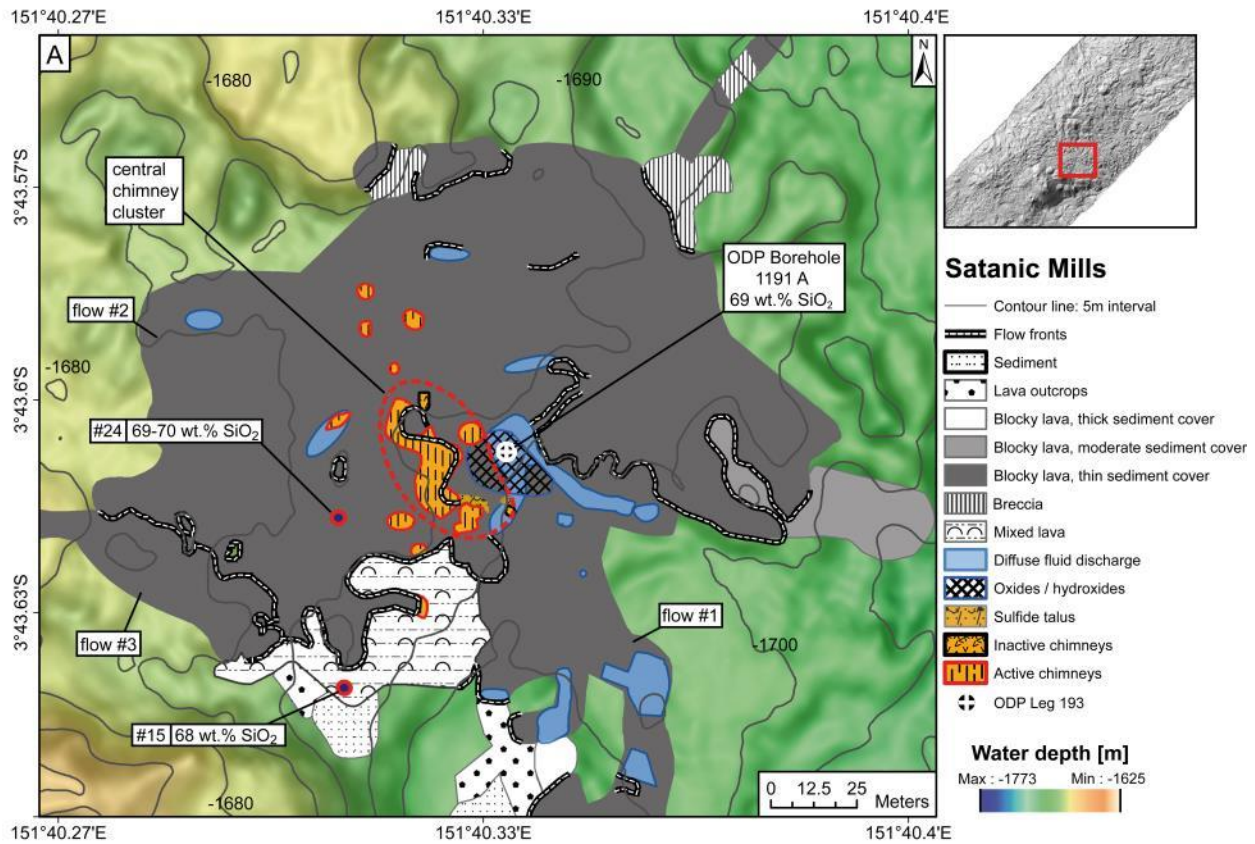 151°40.27'E
151°40.33'E
151°40.4'E
A
N
-1680
-1690
central
chimney
cluster
3°43.57'S
ODP Borehole
1191 A
69 wt.% SiO₂
flow #2
-1680
3°43.6'S
#24 69-70 wt.% SiO₂
3°43.63'S
flow #3
flow #1
-1700
#15 68 wt.% SiO₂
-1680
0 12.5 25
Meters
151°40.27'E
151°40.33'E
151°40.4'E
Satanic Mills
Contour line: 5m interval
Flow fronts
Sediment
Lava outcrops
Blocky lava, thick sediment cover
Blocky lava, moderate sediment cover
Blocky lava, thin sediment cover
Breccia
Mixed lava
Diffuse fluid discharge
Oxides / hydroxides
Sulfide talus
Inactive chimneys
Active chimneys
ODP Leg 193
Water depth [m]
Max : -1773 Min : -1625